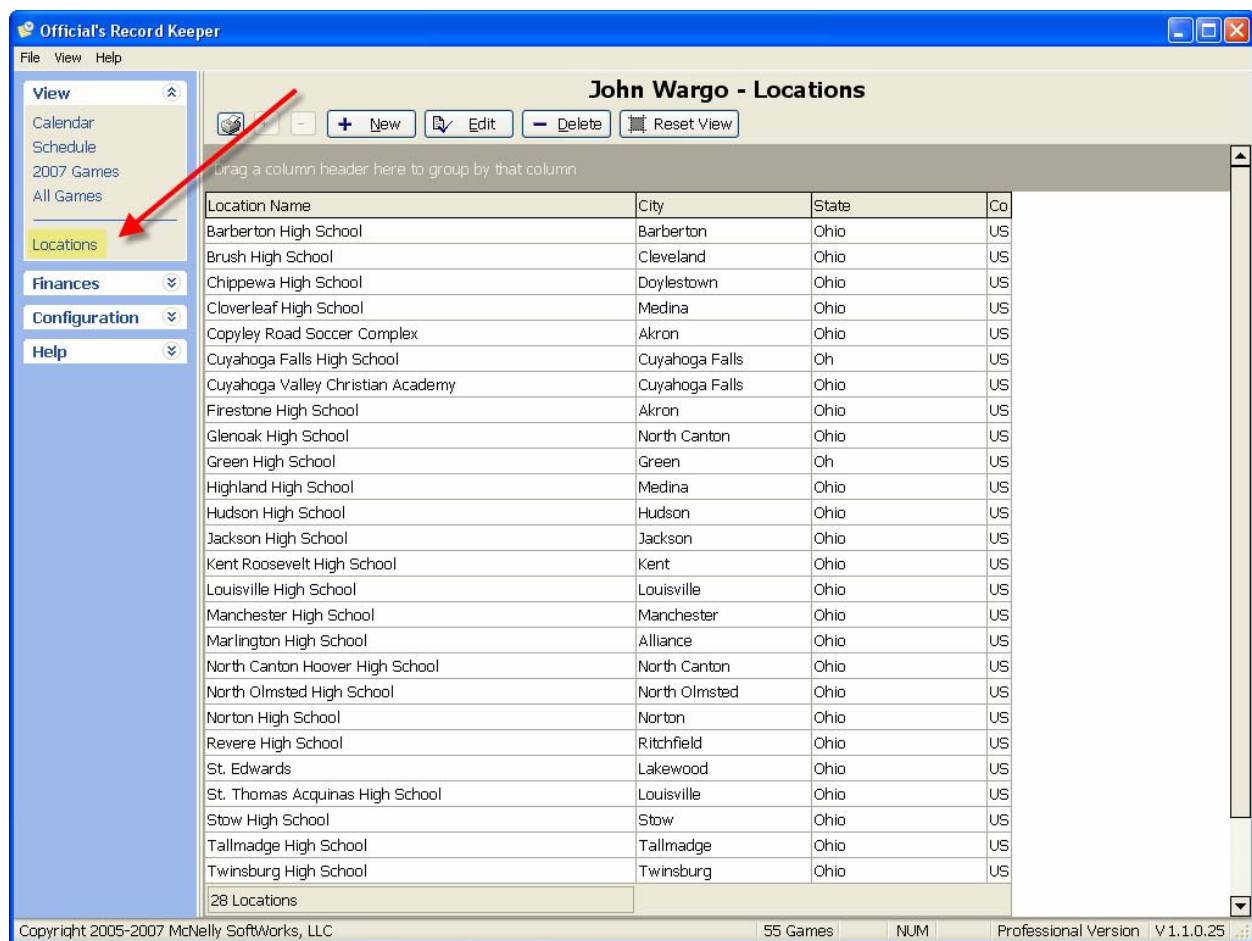 Official's Record Keeper
File View Help
View
Calendar
Schedule
2007 Games
All Games
Locations
Finances
Configuration
Help
John Wargo - Locations
+ New Edit - Delete Reset View
Drag a column header here to group by that column
Location Name City State Co
Barberton High School Barberton Ohio US
Brush High School Cleveland Ohio US
Chippewa High School Doylestown Ohio US
Cloverleaf High School Medina Ohio US
Copyley Road Soccer Complex Akron Ohio US
Cuyahoga Falls High School Cuyahoga Falls Oh US
Cuyahoga Valley Christian Academy Cuyahoga Falls Ohio US
Firestone High School Akron Ohio US
Glenoak High School North Canton Ohio US
Green High School Green Oh US
Highland High School Medina Ohio US
Hudson High School Hudson Ohio US
Jackson High School Jackson Ohio US
Kent Roosevelt High School Kent Ohio US
Louisville High School Louisville Ohio US
Manchester High School Manchester Ohio US
Marlington High School Alliance Ohio US
North Canton Hoover High School North Canton Ohio US
North Olmsted High School North Olmsted Ohio US
Norton High School Norton Ohio US
Revere High School Ritchfield Ohio US
St. Edwards Lakewood Ohio US
St. Thomas Acquinas High School Louisville Ohio US
Stow High School Stow Ohio US
Tallmadge High School Tallmadge Ohio US
Twinsburg High School Twinsburg Ohio US
28 Locations
Copyright 2005-2007 McNelly SoftWorks, LLC 55 Games NUM Professional Version V 1.1.0.25